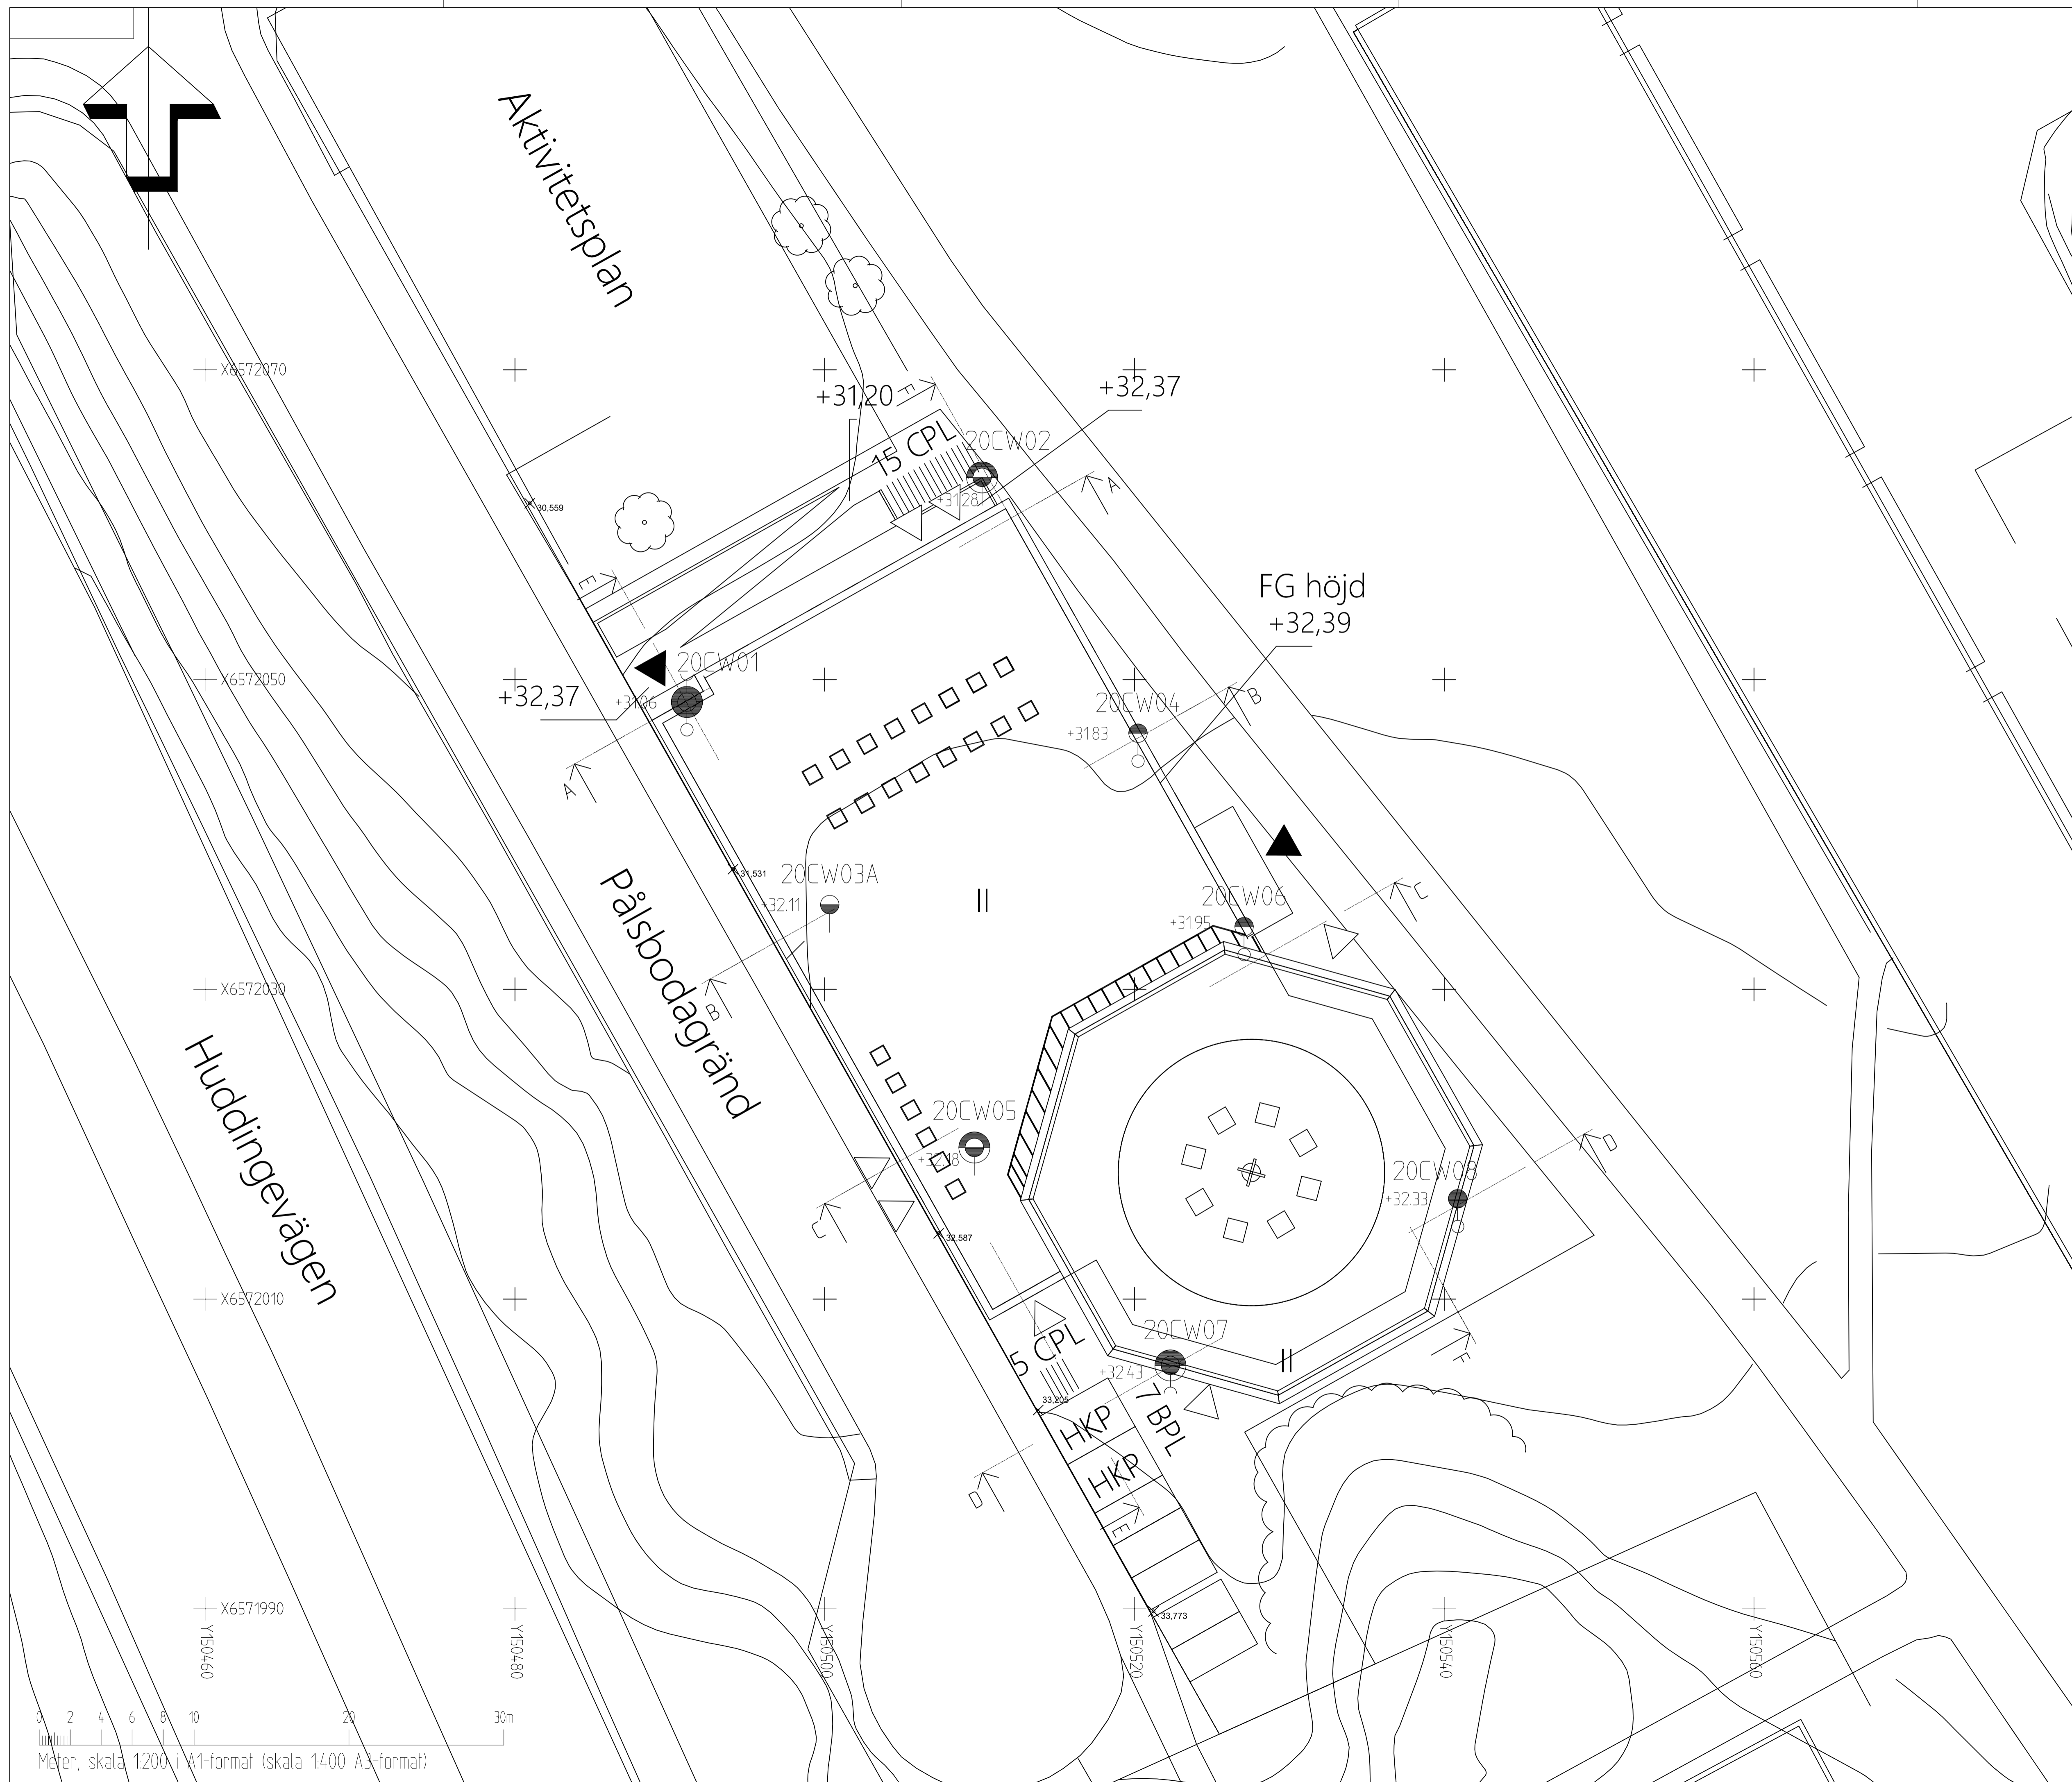 Aktivitetsplan
X6572070
+31,20
F
+32,37
15 CPL
20CW02
+31.28
A
30,559
E
FG höjd
+32,39
20CW01
X6572050
+32,37
+31.06
20CW04
B
+31.83
A
31,531
20CW03A
+32.11
II
20CW06
C
+31.95
Pålsbodagränd
X6572030
B
Huddingevägen
20CW05
+32.18
D
20CW08
+32.33
C
32,587
X6572010
5 CPL
20CW07
II
F
+32.43
33,205
HKP
7 BPL
HKP
D
E
X6571990
33,773
Y150460
Y150480
Y150500
Y150520
Y150540
Y150560
0 2 4 6 8 10 20 30m
Meter, skala 1:200 i A1-format (skala 1:400 A3-format)